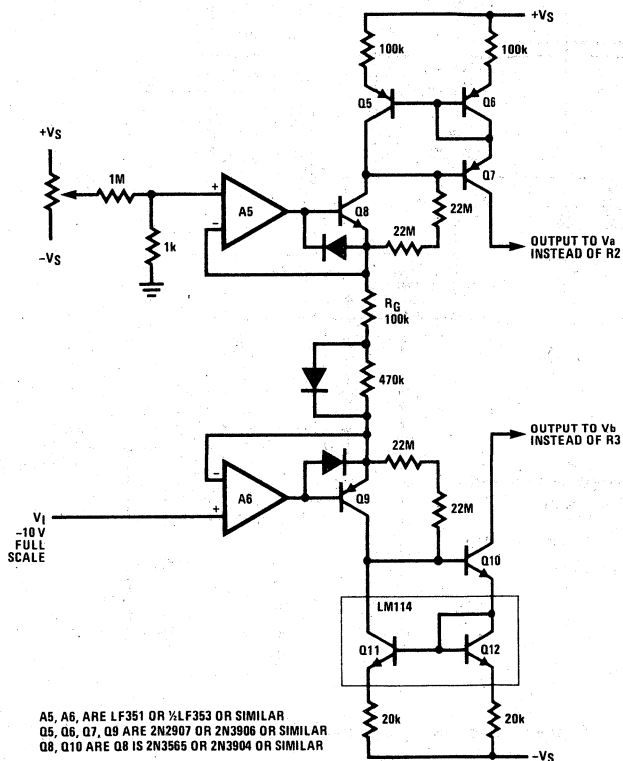 +VS
100k
100k
Q5
Q6
+VS
1M
A5
+
−
Q8
Q7
22M
22M
1k
−VS
OUTPUT TO Va
INSTEAD OF R2
RG
100k
470k
OUTPUT TO Vb
INSTEAD OF R3
22M
−
A6
+
Q9
22M
VI
−10 V
FULL
SCALE
Q10
LM114
Q11
Q12
20k
20k
−VS
A5, A6, ARE LF351 OR ½LF353 OR SIMILAR
Q5, Q6, Q7, Q9 ARE 2N2907 OR 2N3906 OR SIMILAR
Q8, Q10 ARE Q8 IS 2N3565 OR 2N3904 OR SIMILAR